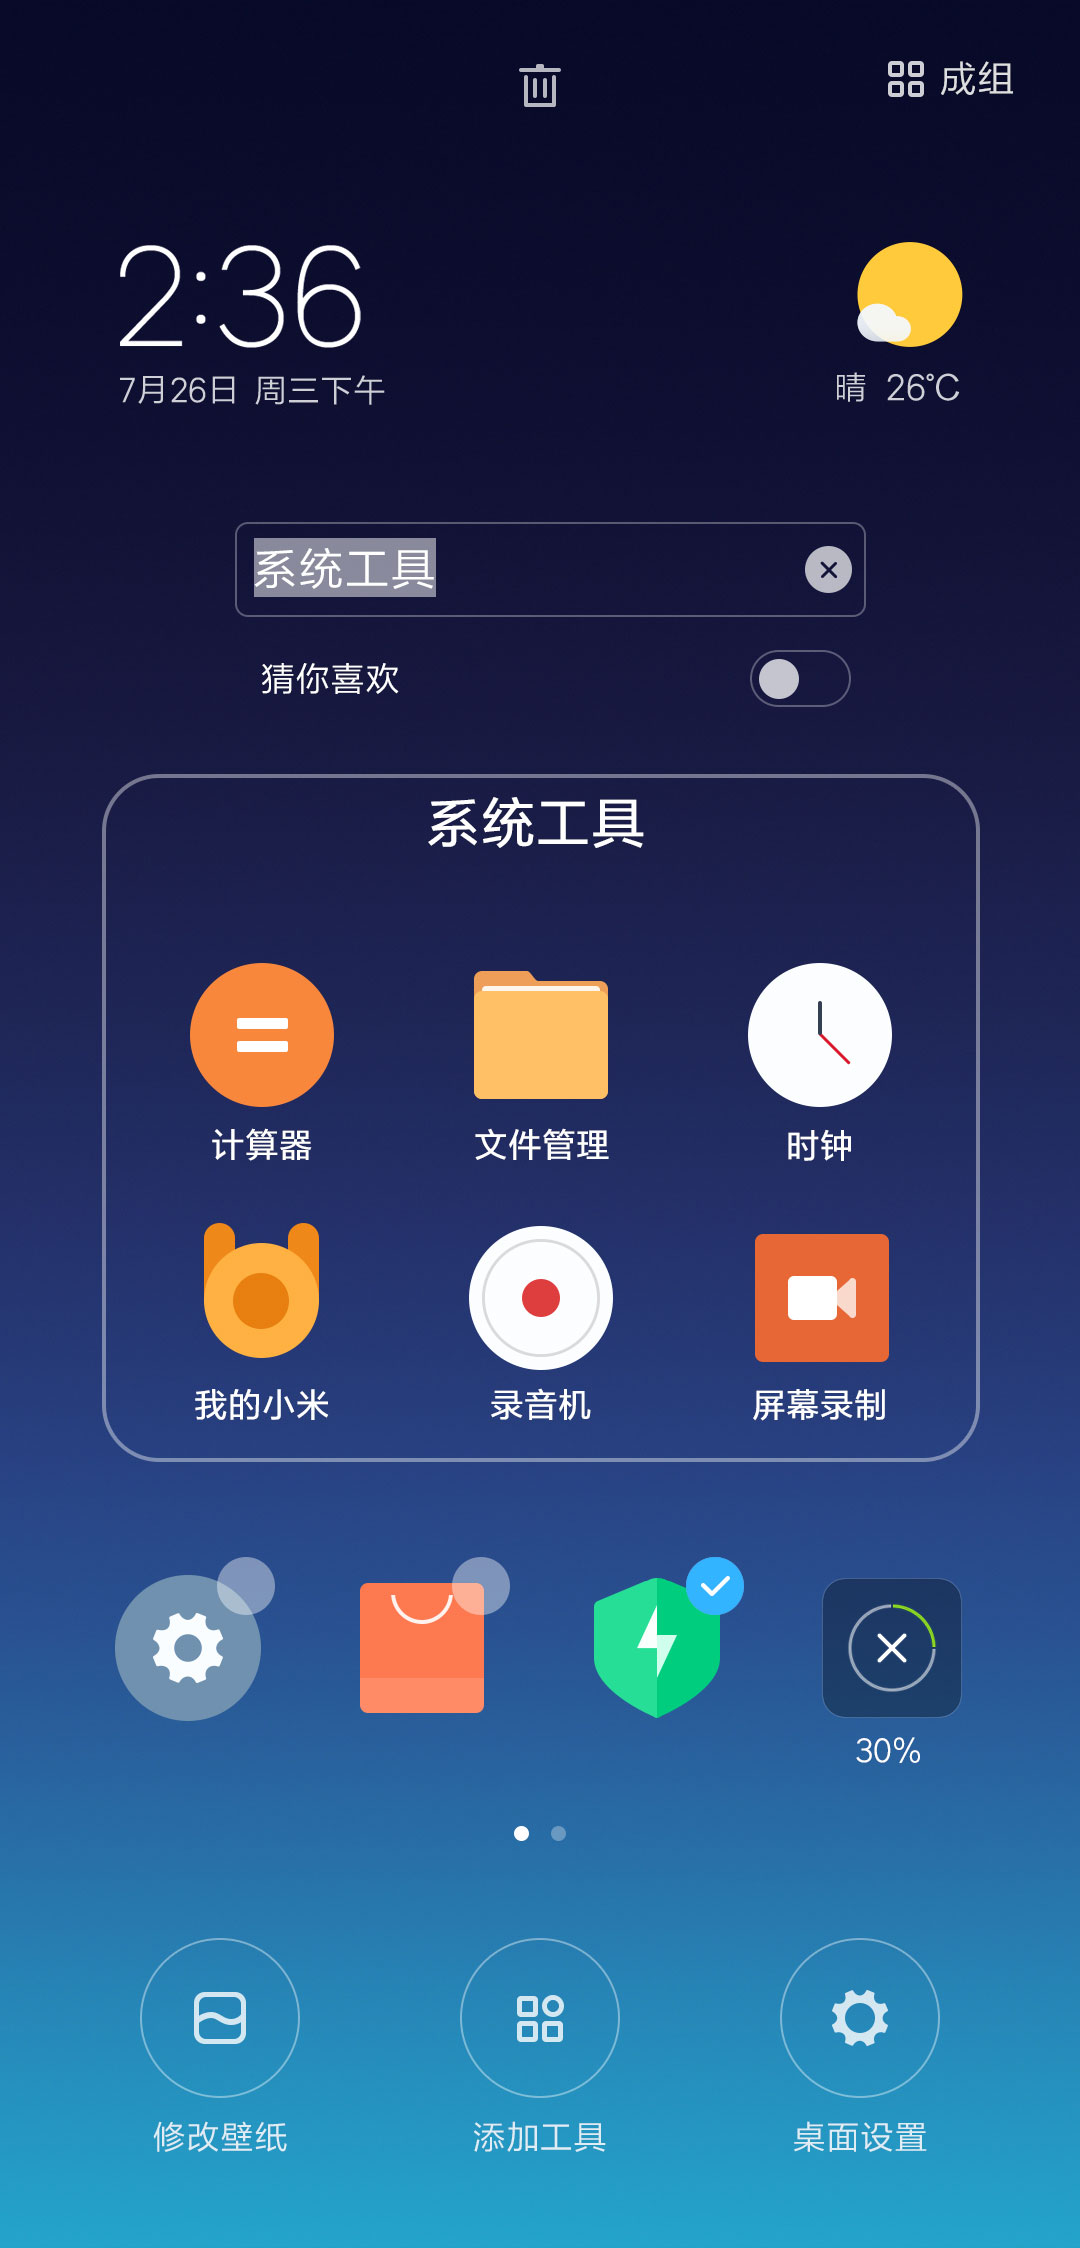 成组
2:36
7月26日 周三下午
晴 26°C
系统工具
猜你喜欢
系统工具
计算器 文件管理 时钟
我的小米 录音机 屏幕录制
30%
修改壁纸 添加工具 桌面设置